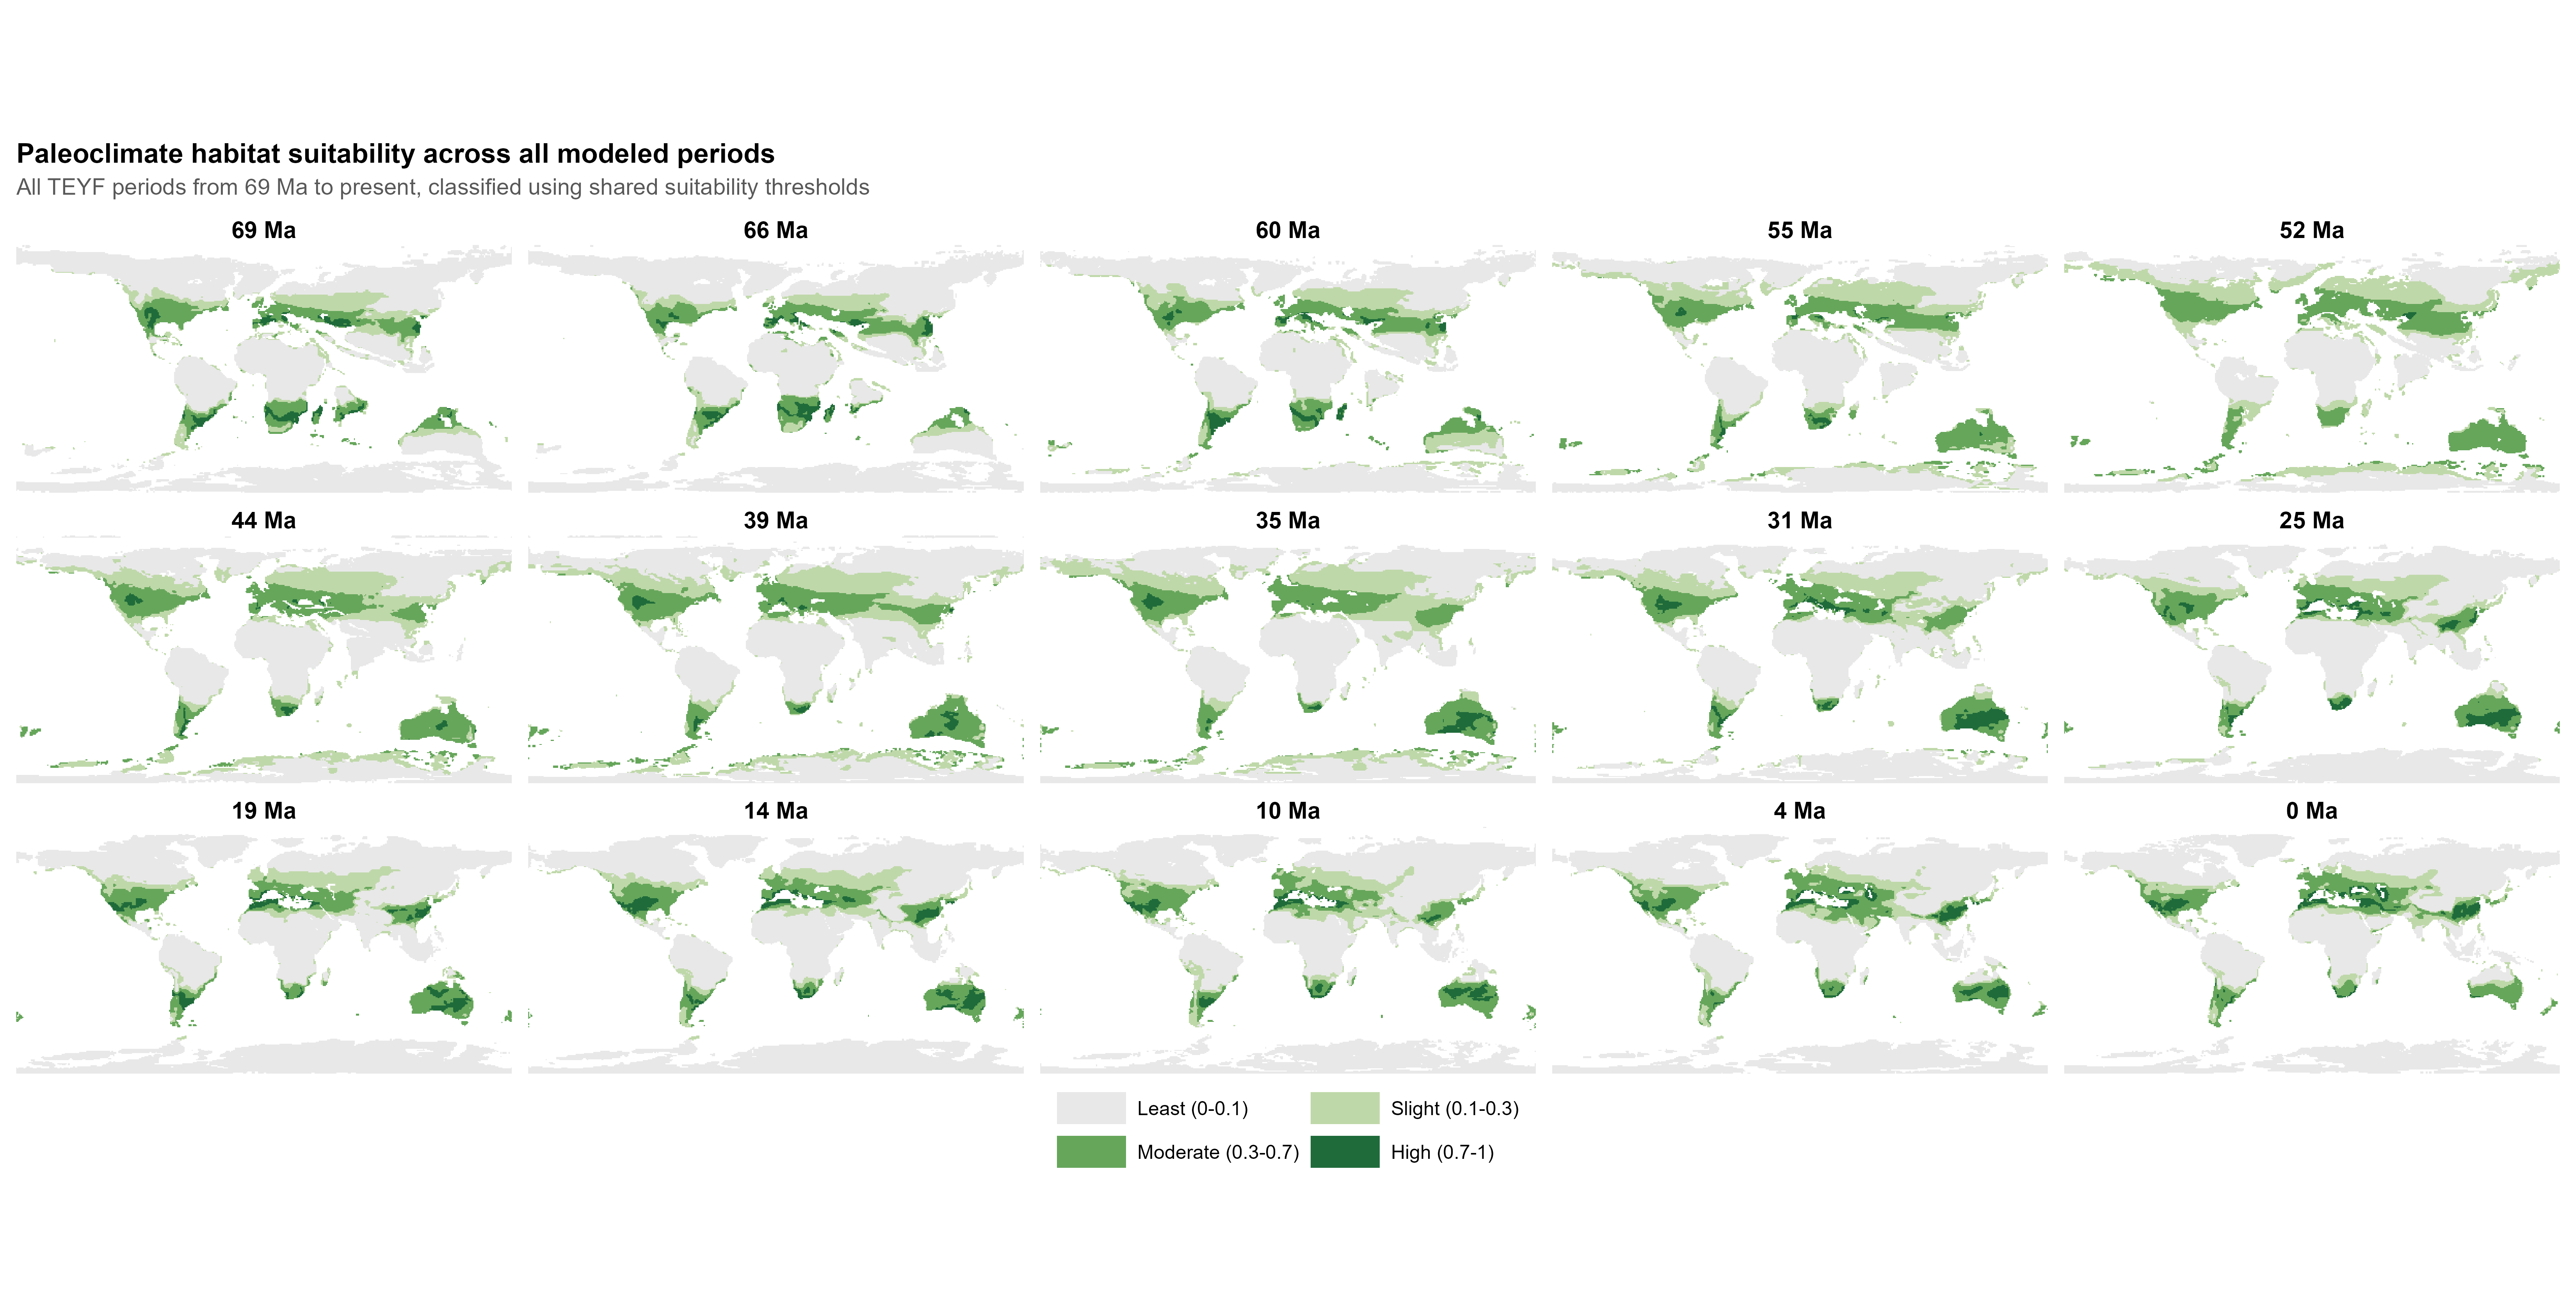 Paleoclimate habitat suitability across all modeled periods
All TEYF periods from 69 Ma to present, classified using shared suitability thresholds
69 Ma
66 Ma
60 Ma
55 Ma
52 Ma
44 Ma
39 Ma
35 Ma
31 Ma
25 Ma
19 Ma
14 Ma
10 Ma
4 Ma
0 Ma
Least (0-0.1)
Slight (0.1-0.3)
Moderate (0.3-0.7)
High (0.7-1)